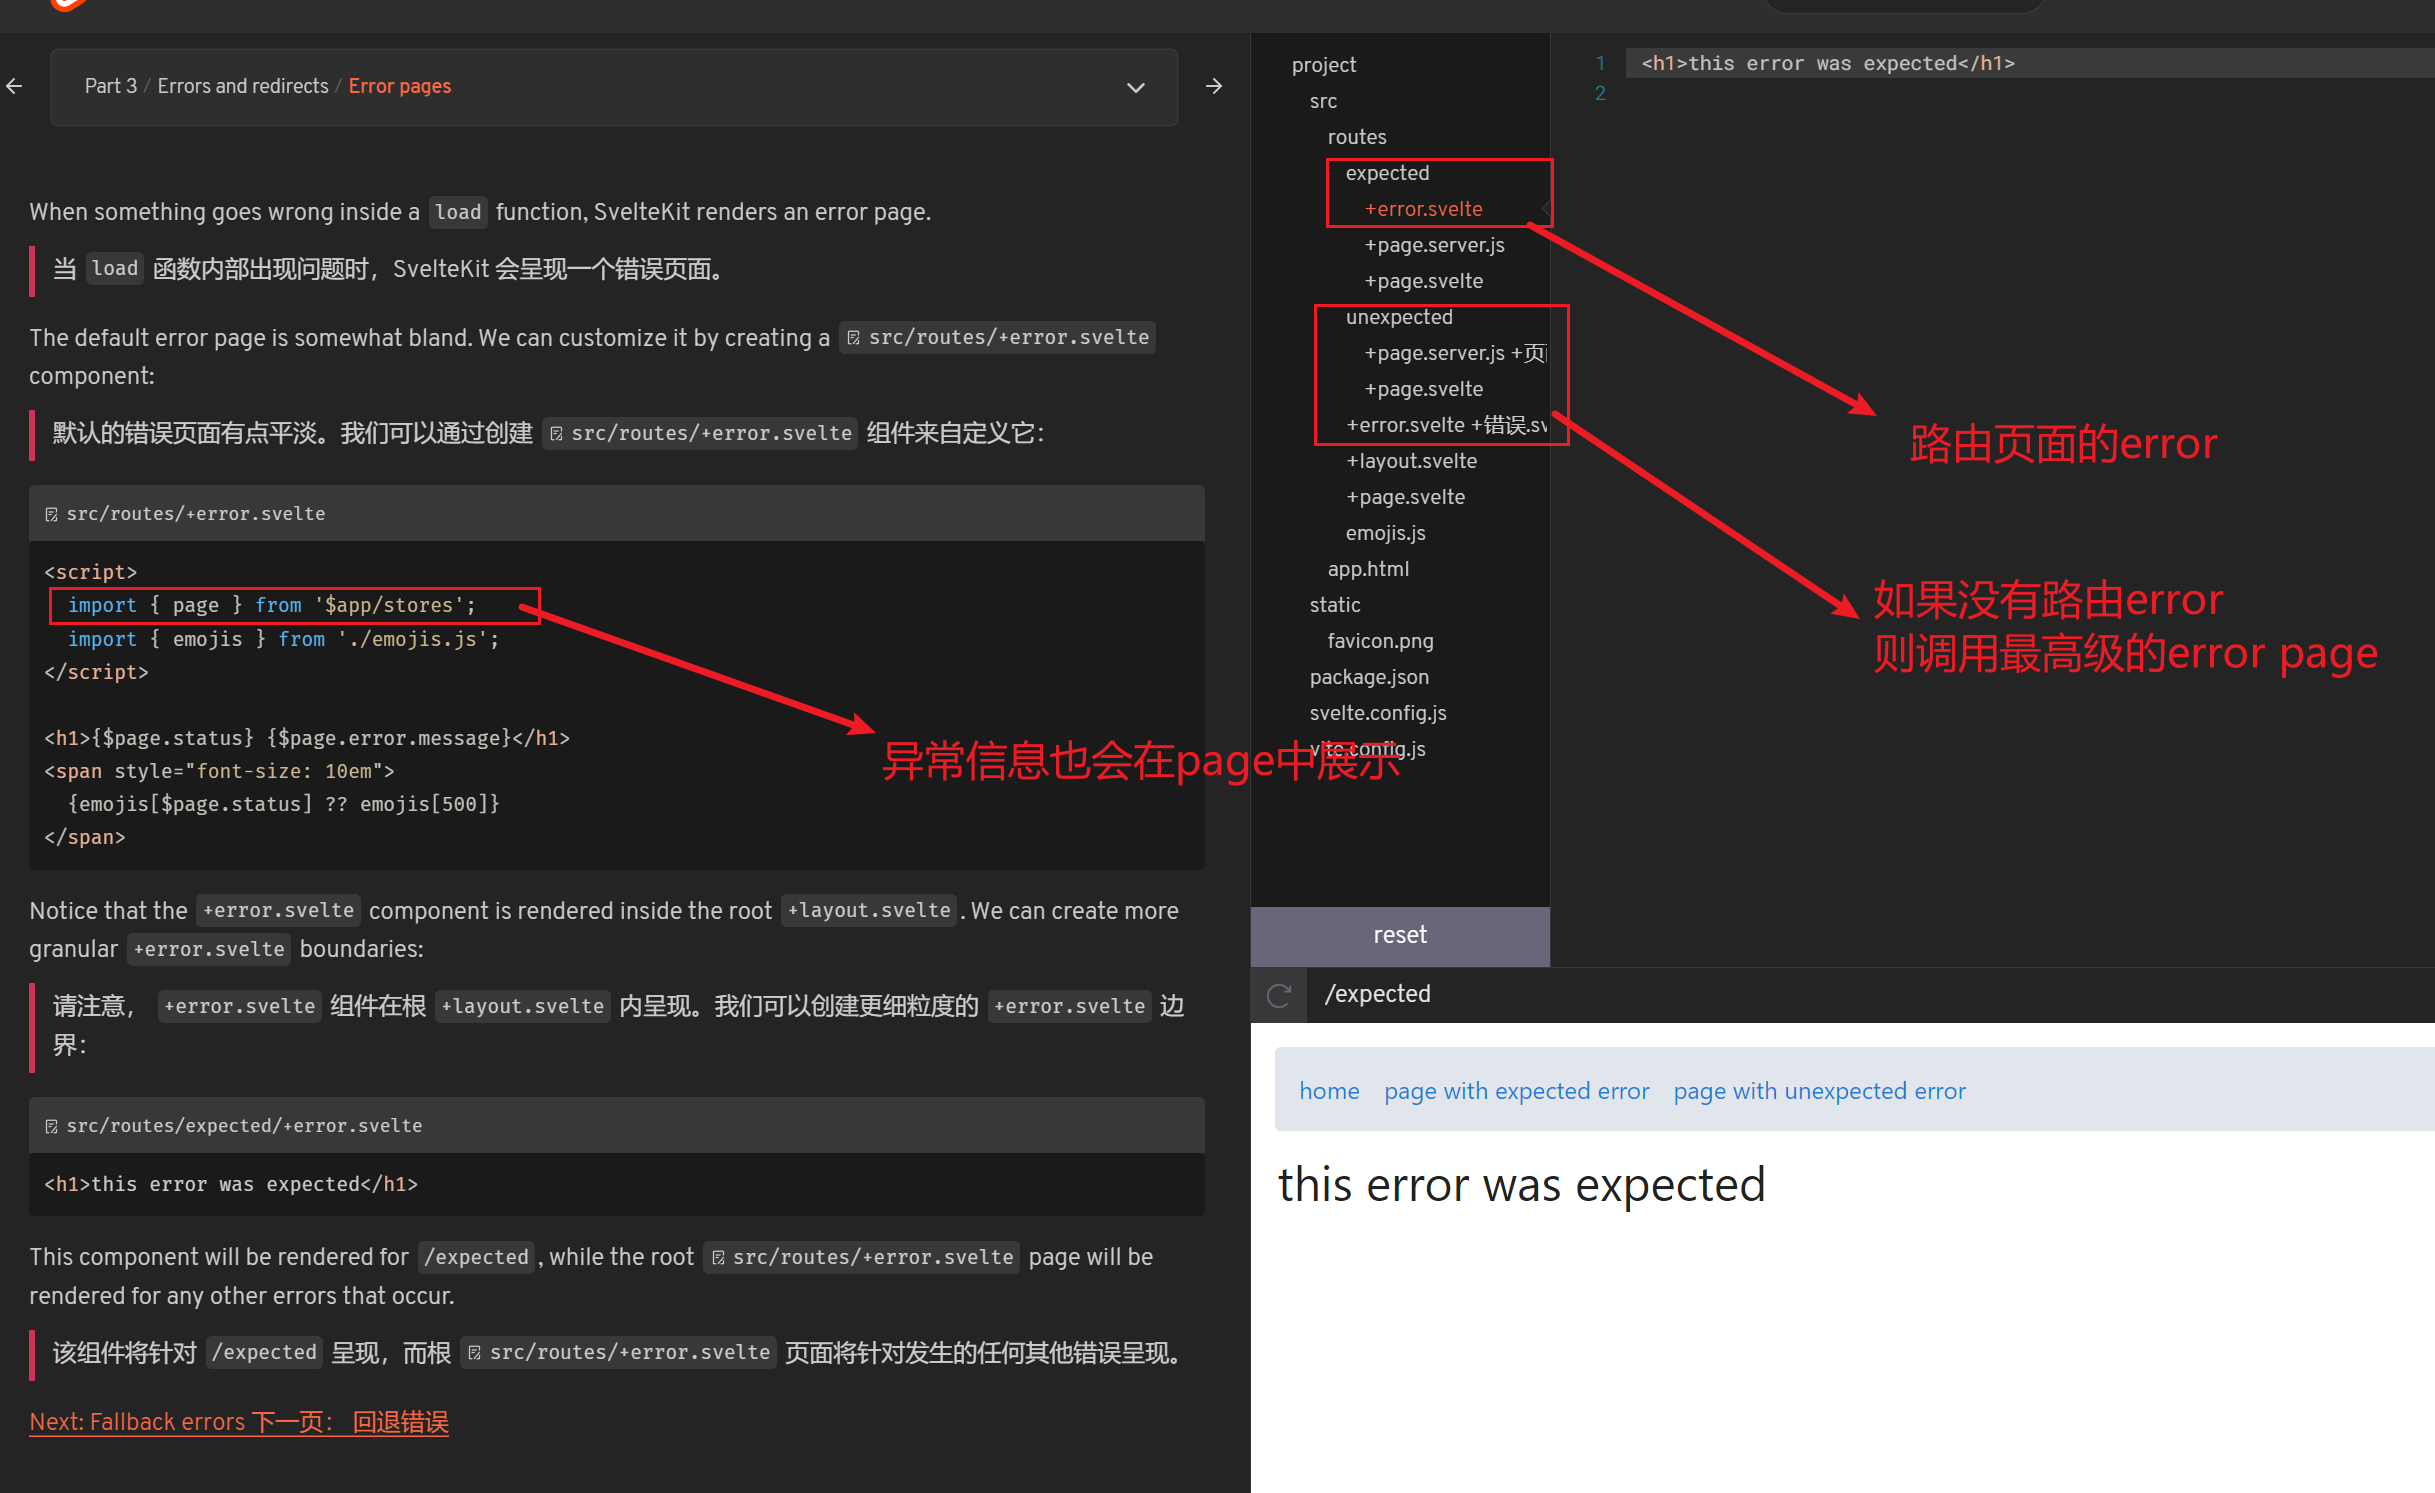 Part 3 / Errors and redirects / Error pages
When something goes wrong inside a load function, SvelteKit renders an error page.
当 load 函数内部出现问题时，SvelteKit 会呈现一个错误页面。
The default error page is somewhat bland. We can customize it by creating a src/routes/+error.svelte
component:
默认的错误页面有点平淡。我们可以通过创建 src/routes/+error.svelte 组件来自定义它：
src/routes/+error.svelte
<script>
import { page } from '$app/stores';
import { emojis } from './emojis.js';
</script>
<h1>{$page.status} {$page.error.message}</h1>
<span style="font-size: 10em">
{emojis[$page.status] ?? emojis[500]}
</span>
异常信息也会在page中展示
Notice that the +error.svelte component is rendered inside the root +layout.svelte. We can create more
granular +error.svelte boundaries:
请注意， +error.svelte 组件在根 +layout.svelte 内呈现。我们可以创建更细粒度的 +error.svelte 边
界：
src/routes/expected/+error.svelte
<h1>this error was expected</h1>
This component will be rendered for /expected, while the root src/routes/+error.svelte page will be
rendered for any other errors that occur.
该组件将针对 /expected 呈现，而根 src/routes/+error.svelte 页面将针对发生的任何其他错误呈现。
Next: Fallback errors 下一页： 回退错误
project
src
routes
expected
+error.svelte
+page.server.js
+page.svelte
unexpected
+page.server.js +页
+page.svelte
+error.svelte +错误.sv
+layout.svelte
+page.svelte
emojis.js
app.html
static
favicon.png
package.json
svelte.config.js
vite.config.js
reset
1 <h1>this error was expected</h1>
2
路由页面的error
如果没有路由error
则调用最高级的error page
/expected
home page with expected error page with unexpected error
this error was expected